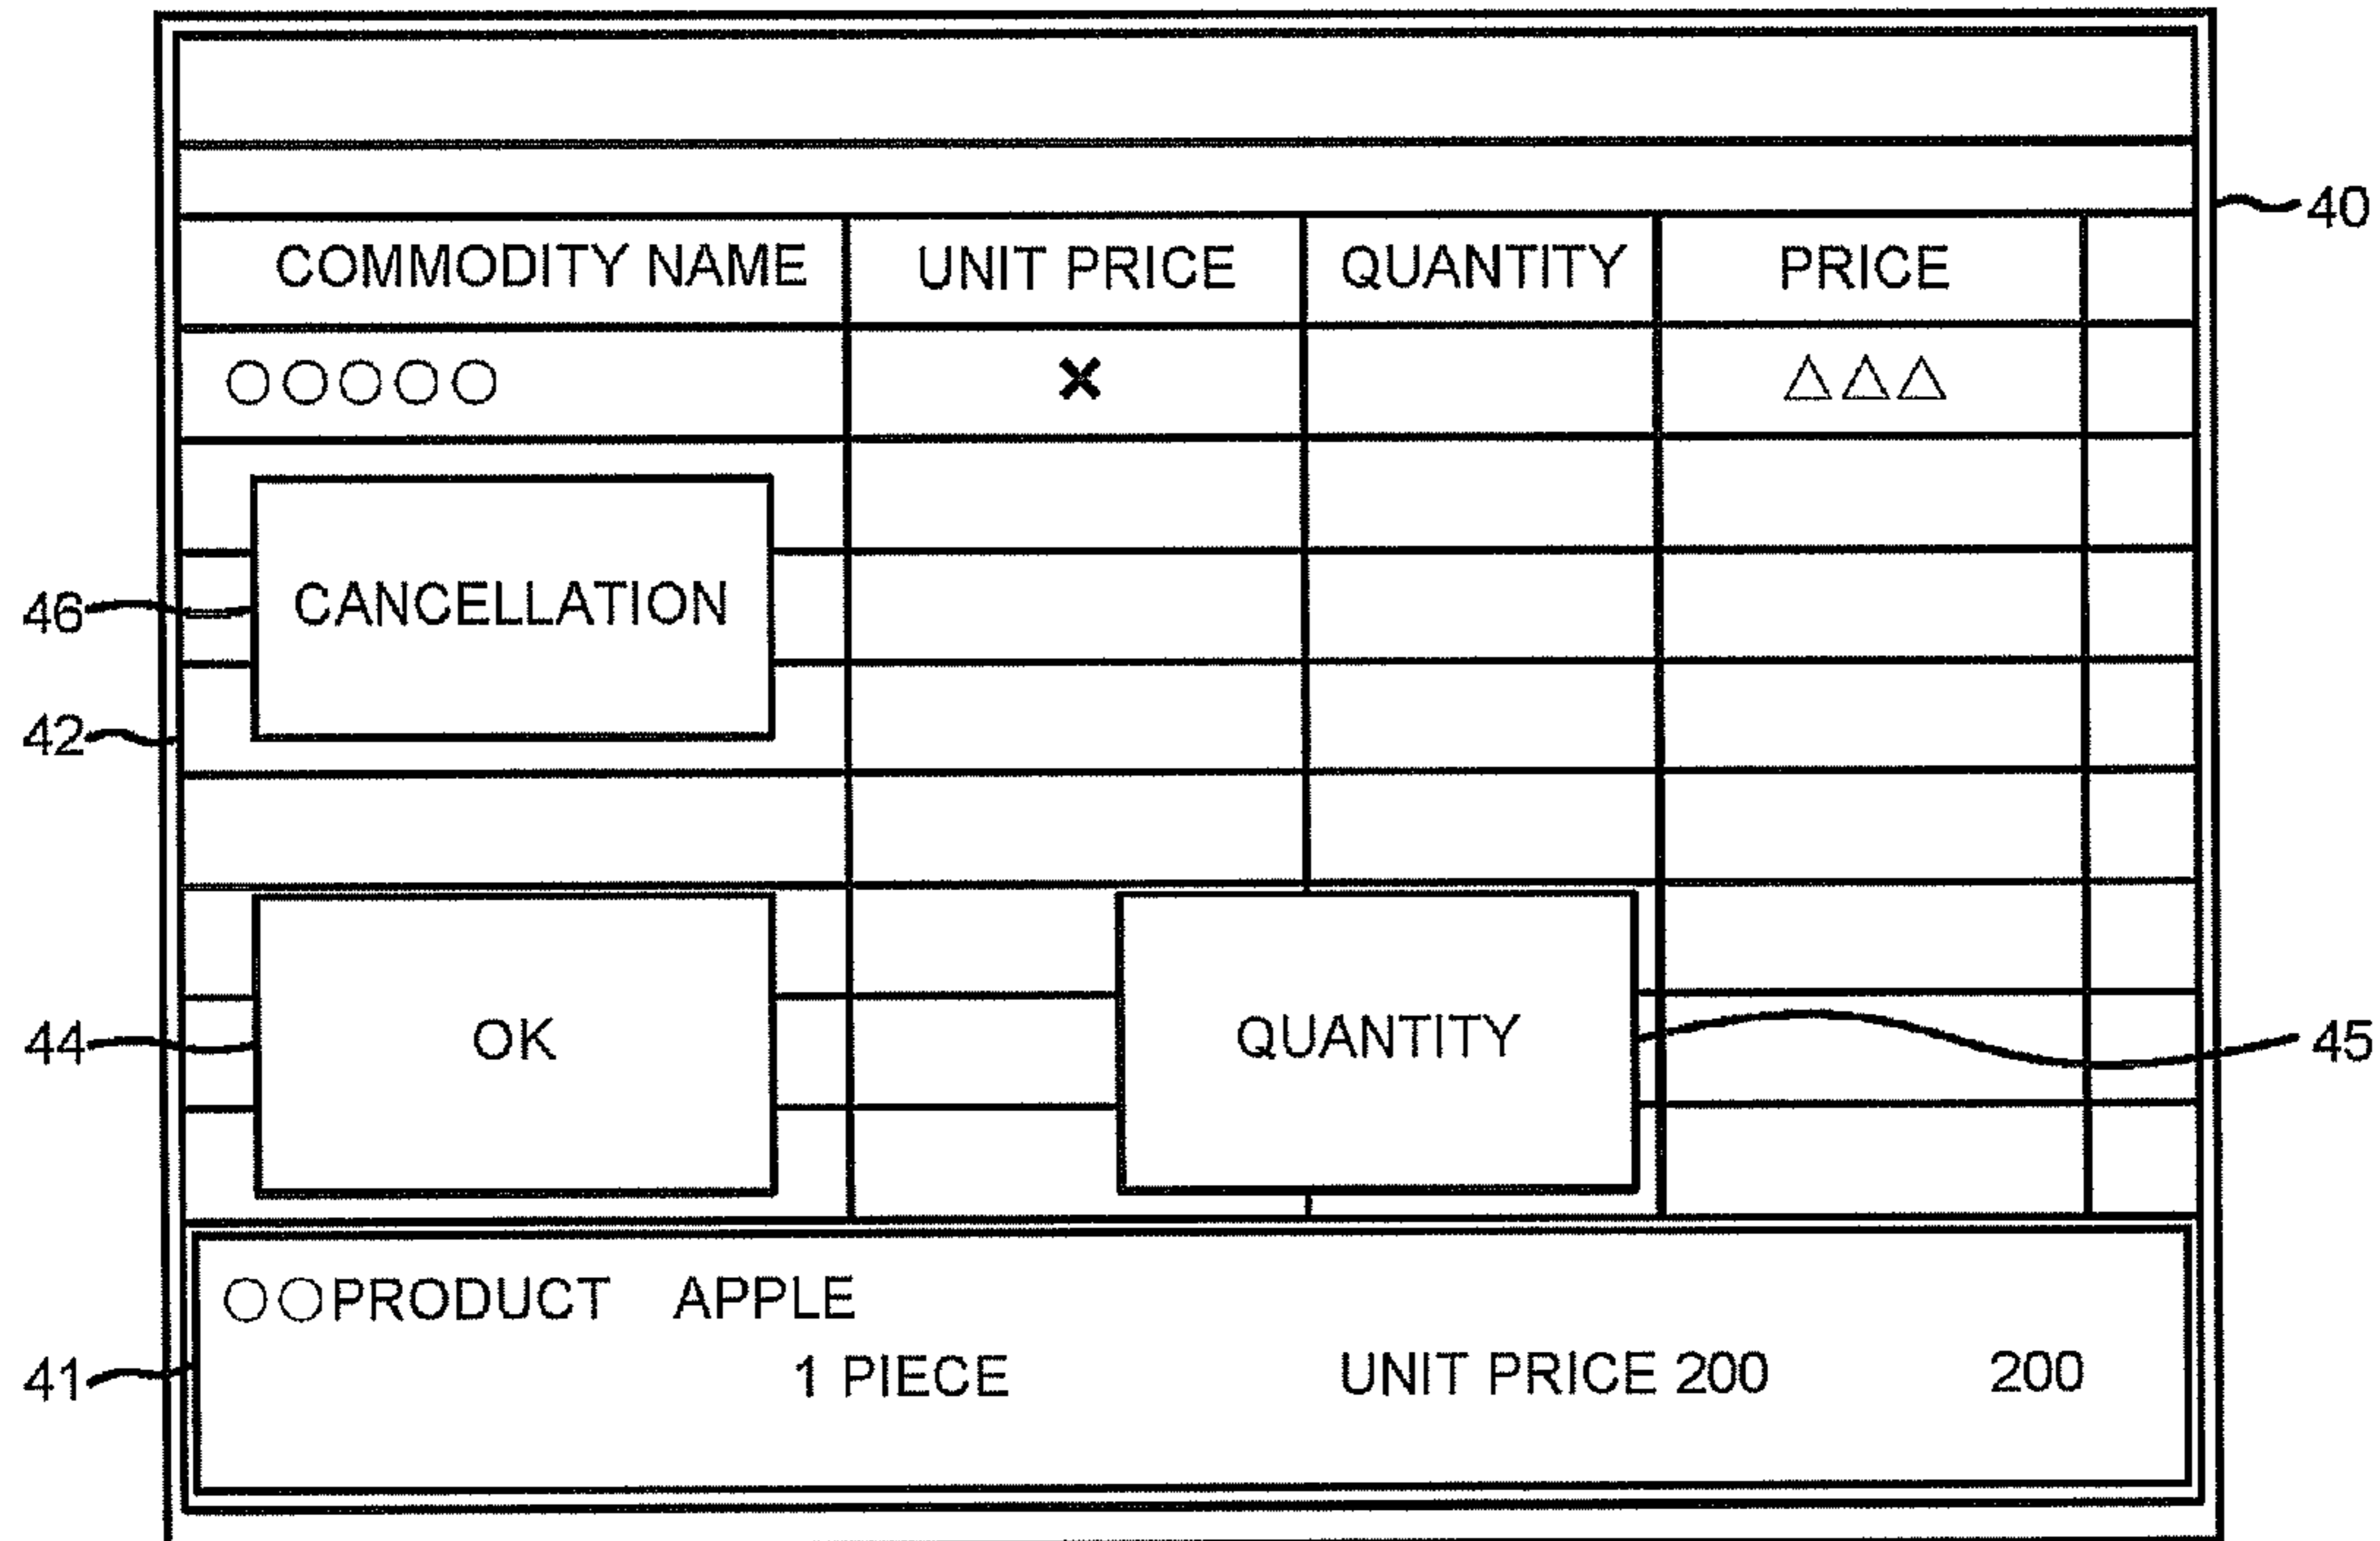 40
COMMODITY NAME UNIT PRICE QUANTITY PRICE
○○○○○ × △△△
46 CANCELLATION
42
44 OK QUANTITY 45
○○PRODUCT APPLE
41 1 PIECE UNIT PRICE 200 200